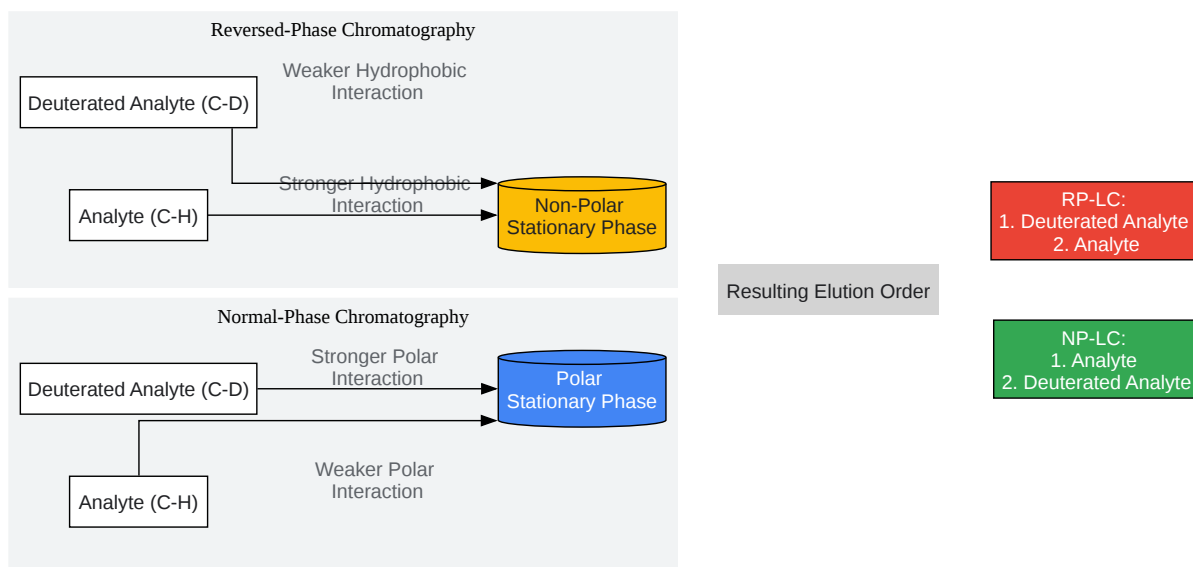 Reversed-Phase Chromatography
Weaker Hydrophobic
Interaction
Deuterated Analyte (C-D)
Stronger Hydrophobic
Interaction
Analyte (C-H)
Non-Polar
Stationary Phase
Normal-Phase Chromatography
Stronger Polar
Interaction
Deuterated Analyte (C-D)
Polar
Stationary Phase
Weaker Polar
Interaction
Analyte (C-H)
Resulting Elution Order
RP-LC:
1. Deuterated Analyte
2. Analyte
NP-LC:
1. Analyte
2. Deuterated Analyte